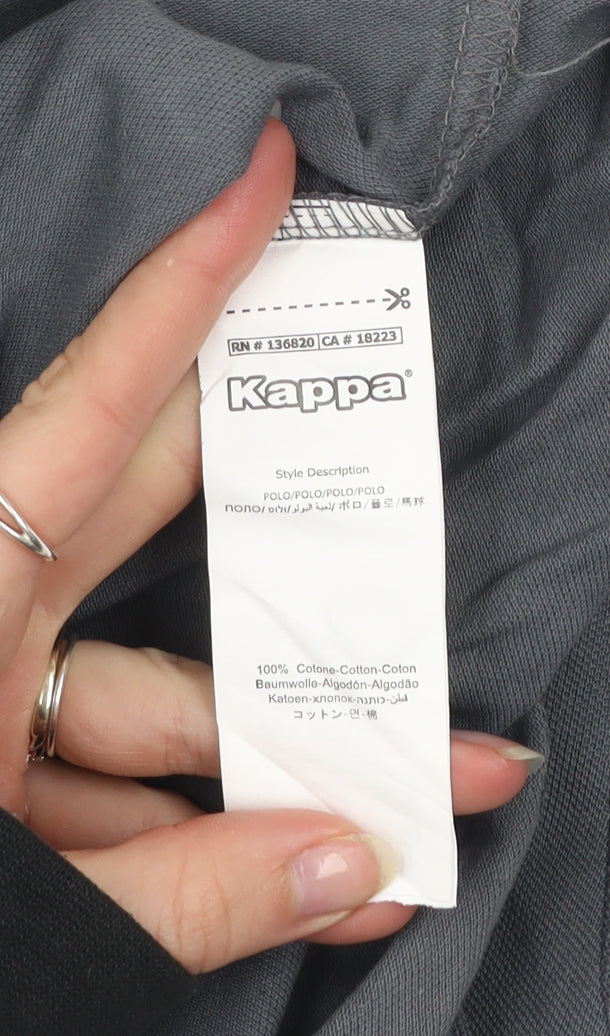 RN # 136820 CA # 18223
Kappa®
Style Description
POLO/POLO/POLO/POLO
ПОЛО/ פולו/ لعبة البولو/ ポロ/폴로/馬球
100% Cotone-Cotton-Coton
Baumwolle-Algodón-Algodão
Katoen-хлопок-כותנה-قطن
コットン-면-棉